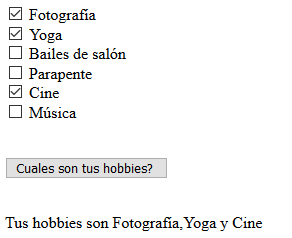 Fotografía
Yoga
Bailes de salón
Parapente
Cine
Música
Cuales son tus hobbies?
Tus hobbies son Fotografía,Yoga y Cine